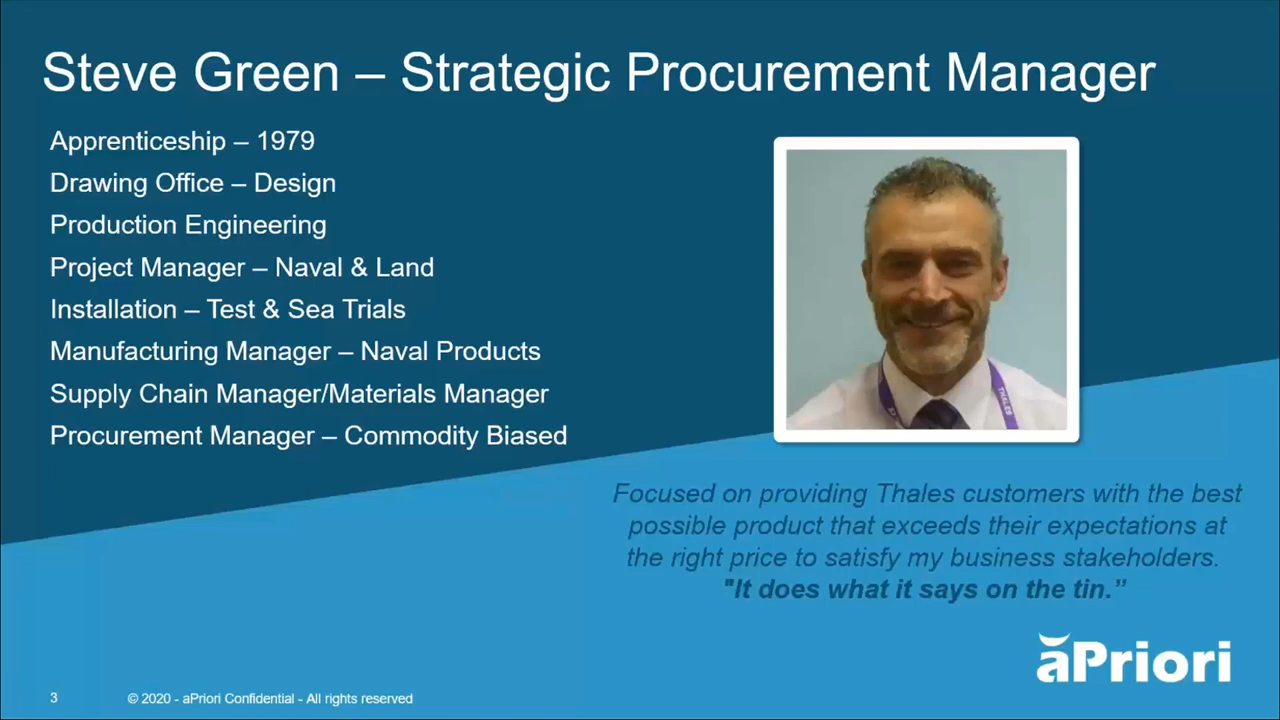 Steve Green – Strategic Procurement Manager
Apprenticeship – 1979
Drawing Office – Design
Production Engineering
Project Manager – Naval & Land
Installation – Test & Sea Trials
Manufacturing Manager – Naval Products
Supply Chain Manager/Materials Manager
Procurement Manager – Commodity Biased
THALES
Focused on providing Thales customers with the best
possible product that exceeds their expectations at
the right price to satisfy my business stakeholders.
"It does what it says on the tin.”
aPriori
3
© 2020 - aPriori Confidential - All rights reserved